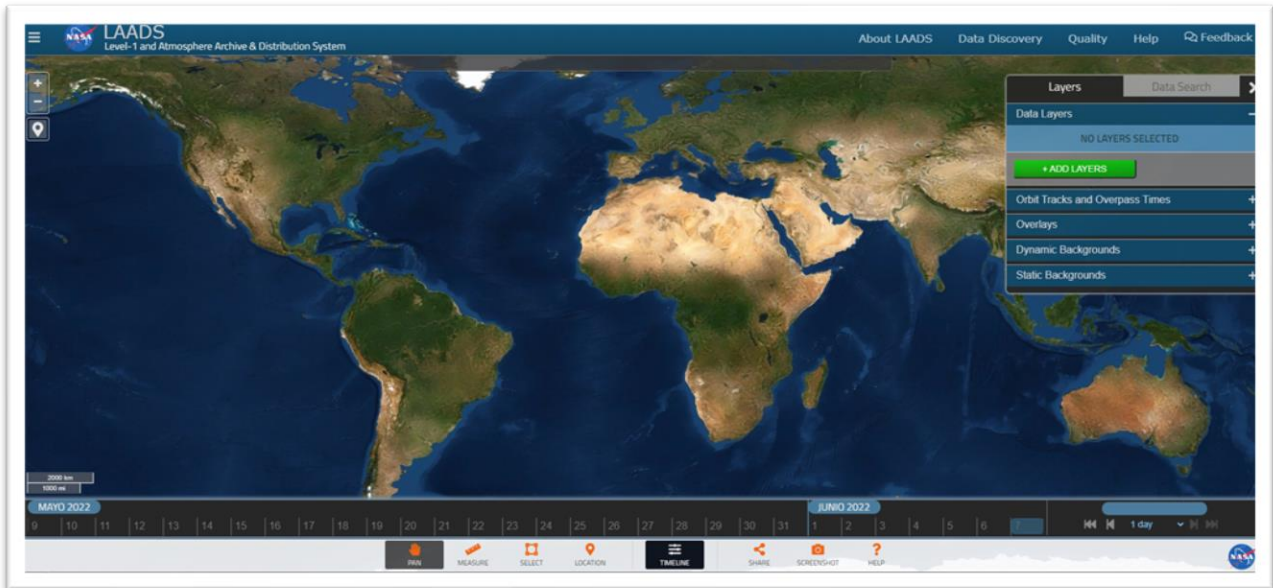 NASA
LAADS
Level-1 and Atmosphere Archive & Distribution System
About LAADS Data Discovery Quality Help Feedback
+
−
Layers Data Search X
Data Layers −
NO LAYERS SELECTED
+ ADD LAYERS
Orbit Tracks and Overpass Times +
Overlays +
Dynamic Backgrounds +
Static Backgrounds +
2000 km
1000 mi
MAYO 2022 JUNIO 2022
9 10 11 12 13 14 15 16 17 18 19 20 21 22 23 24 25 26 27 28 29 30 31 1 2 3 4 5 6 7 1 day
PAN MEASURE SELECT LOCATION TIMELINE SHARE SCREENSHOT ? HELP
NASA